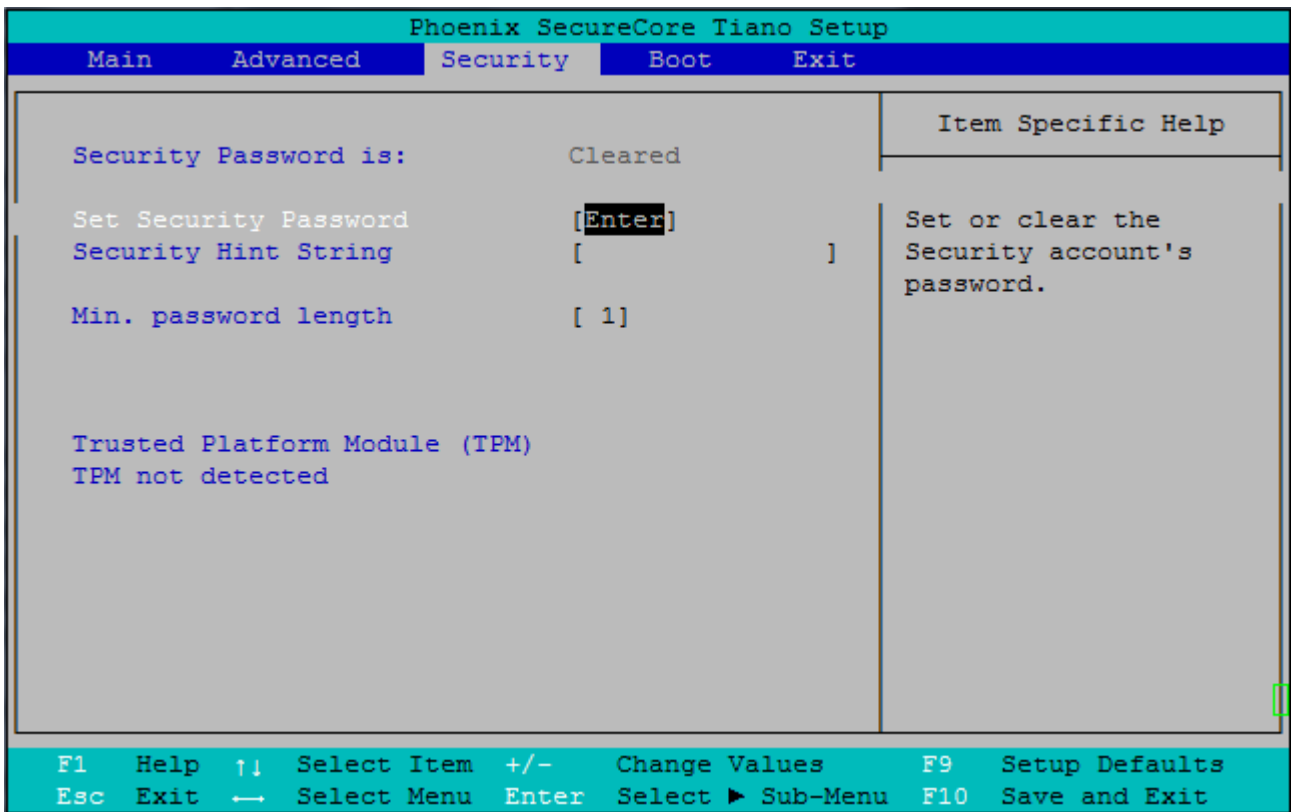 Phoenix SecureCore Tiano Setup
Main Advanced Security Boot Exit
Item Specific Help
Security Password is: Cleared
Set Security Password [Enter]
Security Hint String [ ]
Min. password length [ 1]
Trusted Platform Module (TPM)
TPM not detected
Set or clear the
Security account's
password.
F1 Help ↑↓ Select Item +/- Change Values F9 Setup Defaults
Esc Exit ↔ Select Menu Enter Select ► Sub-Menu F10 Save and Exit